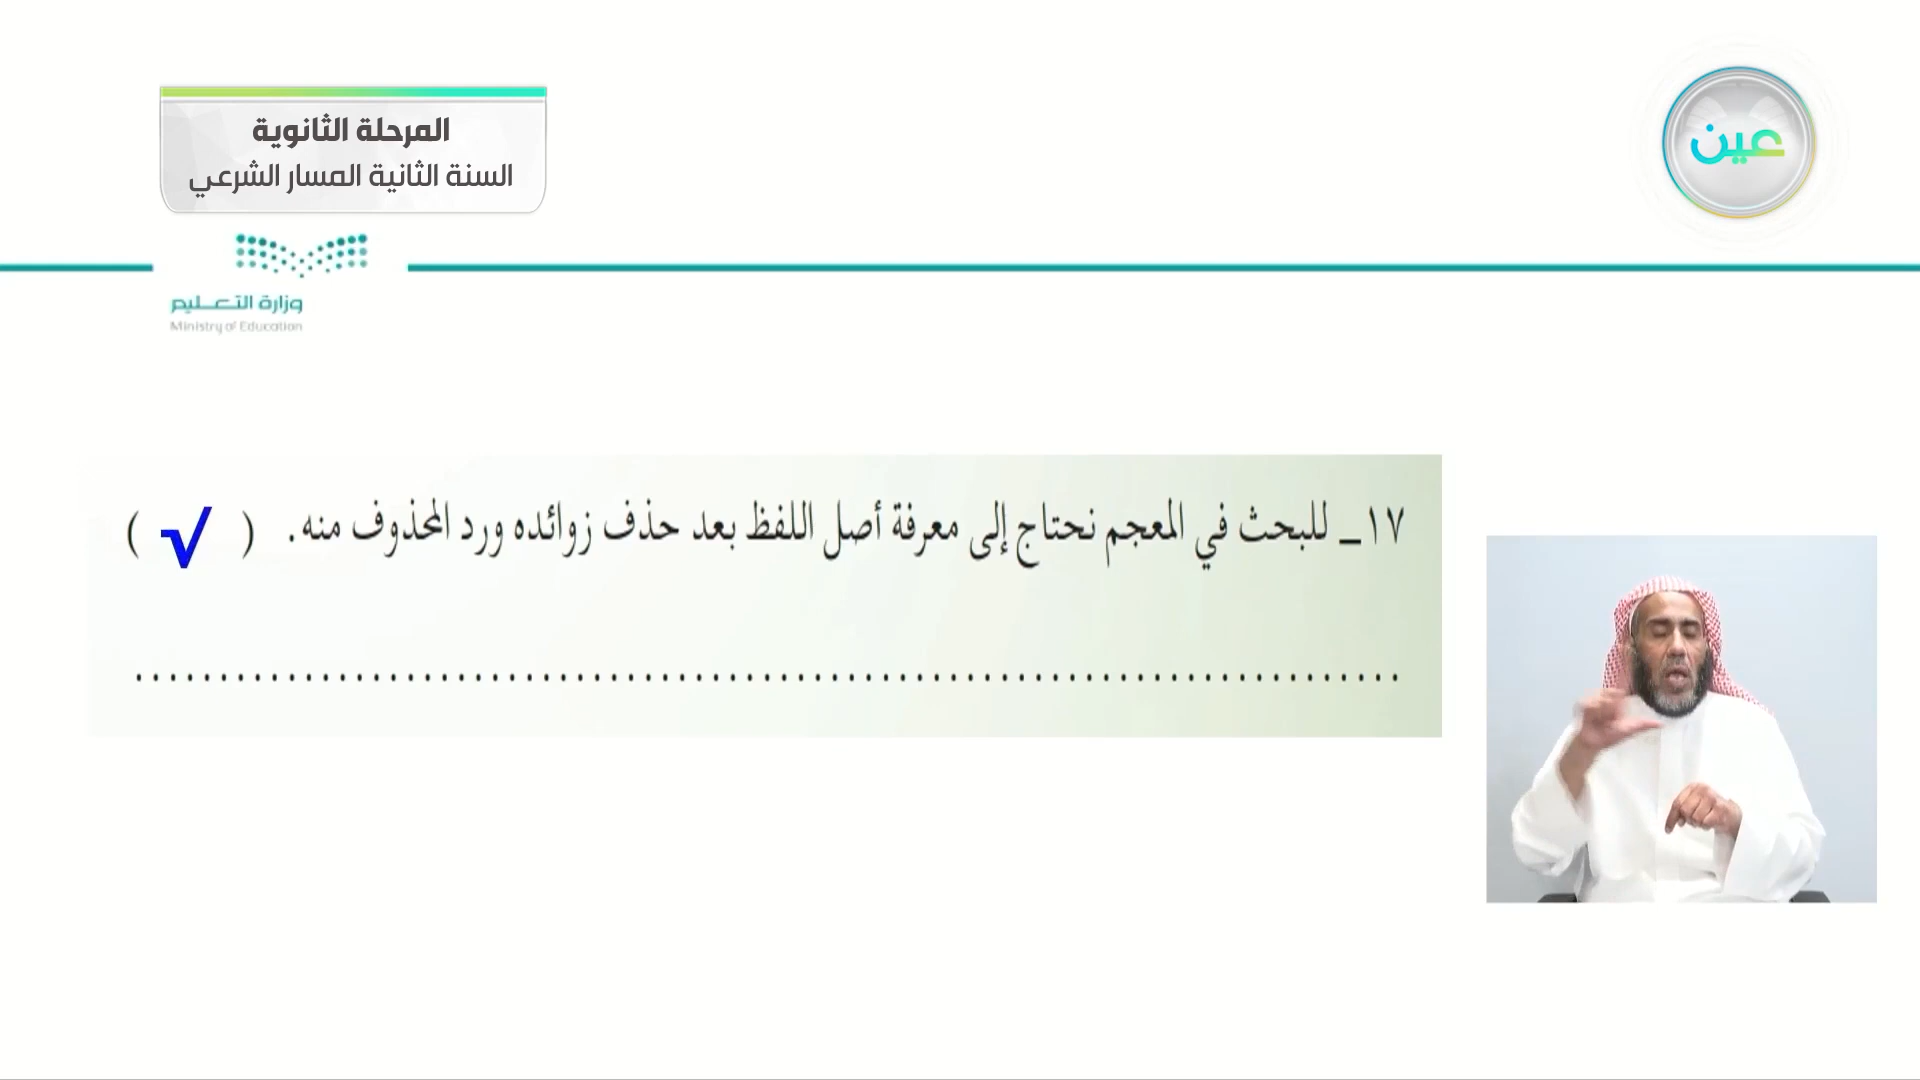 المرحلة الثانوية
السنة الثانية المسار الشرعي
عين
وزارة التعـــليم
Ministry of Education
١٧_ للبحث في المعجم نحتاج إلى معرفة أصل اللفظ بعد حذف زوائده ورد المحذوف منه. ( √ )
................................................................